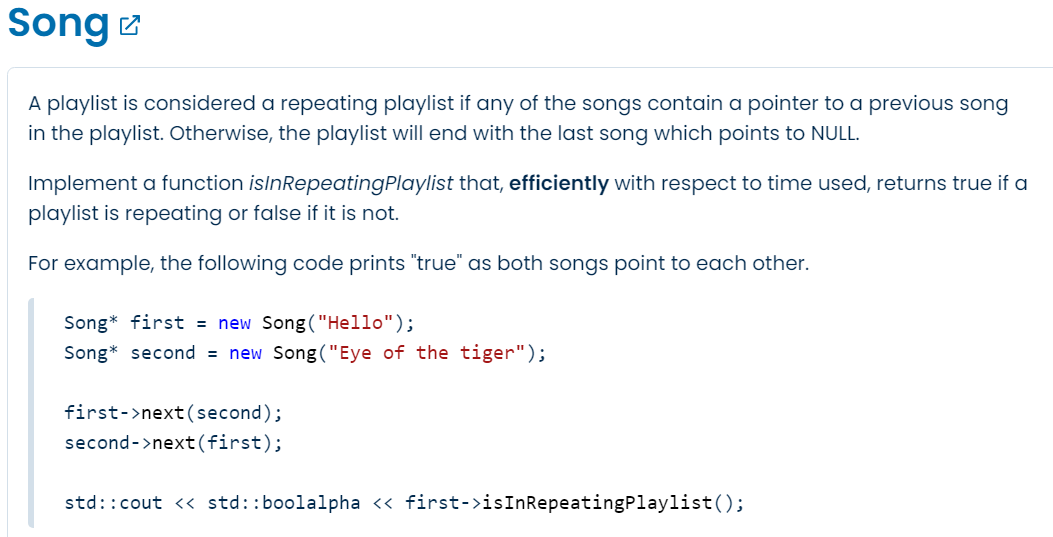 Song
A playlist is considered a repeating playlist if any of the songs contain a pointer to a previous song
in the playlist. Otherwise, the playlist will end with the last song which points to NULL.
Implement a function isInRepeatingPlaylist that, efficiently with respect to time used, returns true if a
playlist is repeating or false if it is not.
For example, the following code prints "true" as both songs point to each other.
Song* first = new Song("Hello");
Song* second = new Song("Eye of the tiger");
first->next(second);
second->next(first);
std::cout << std::boolalpha << first->isInRepeatingPlaylist();